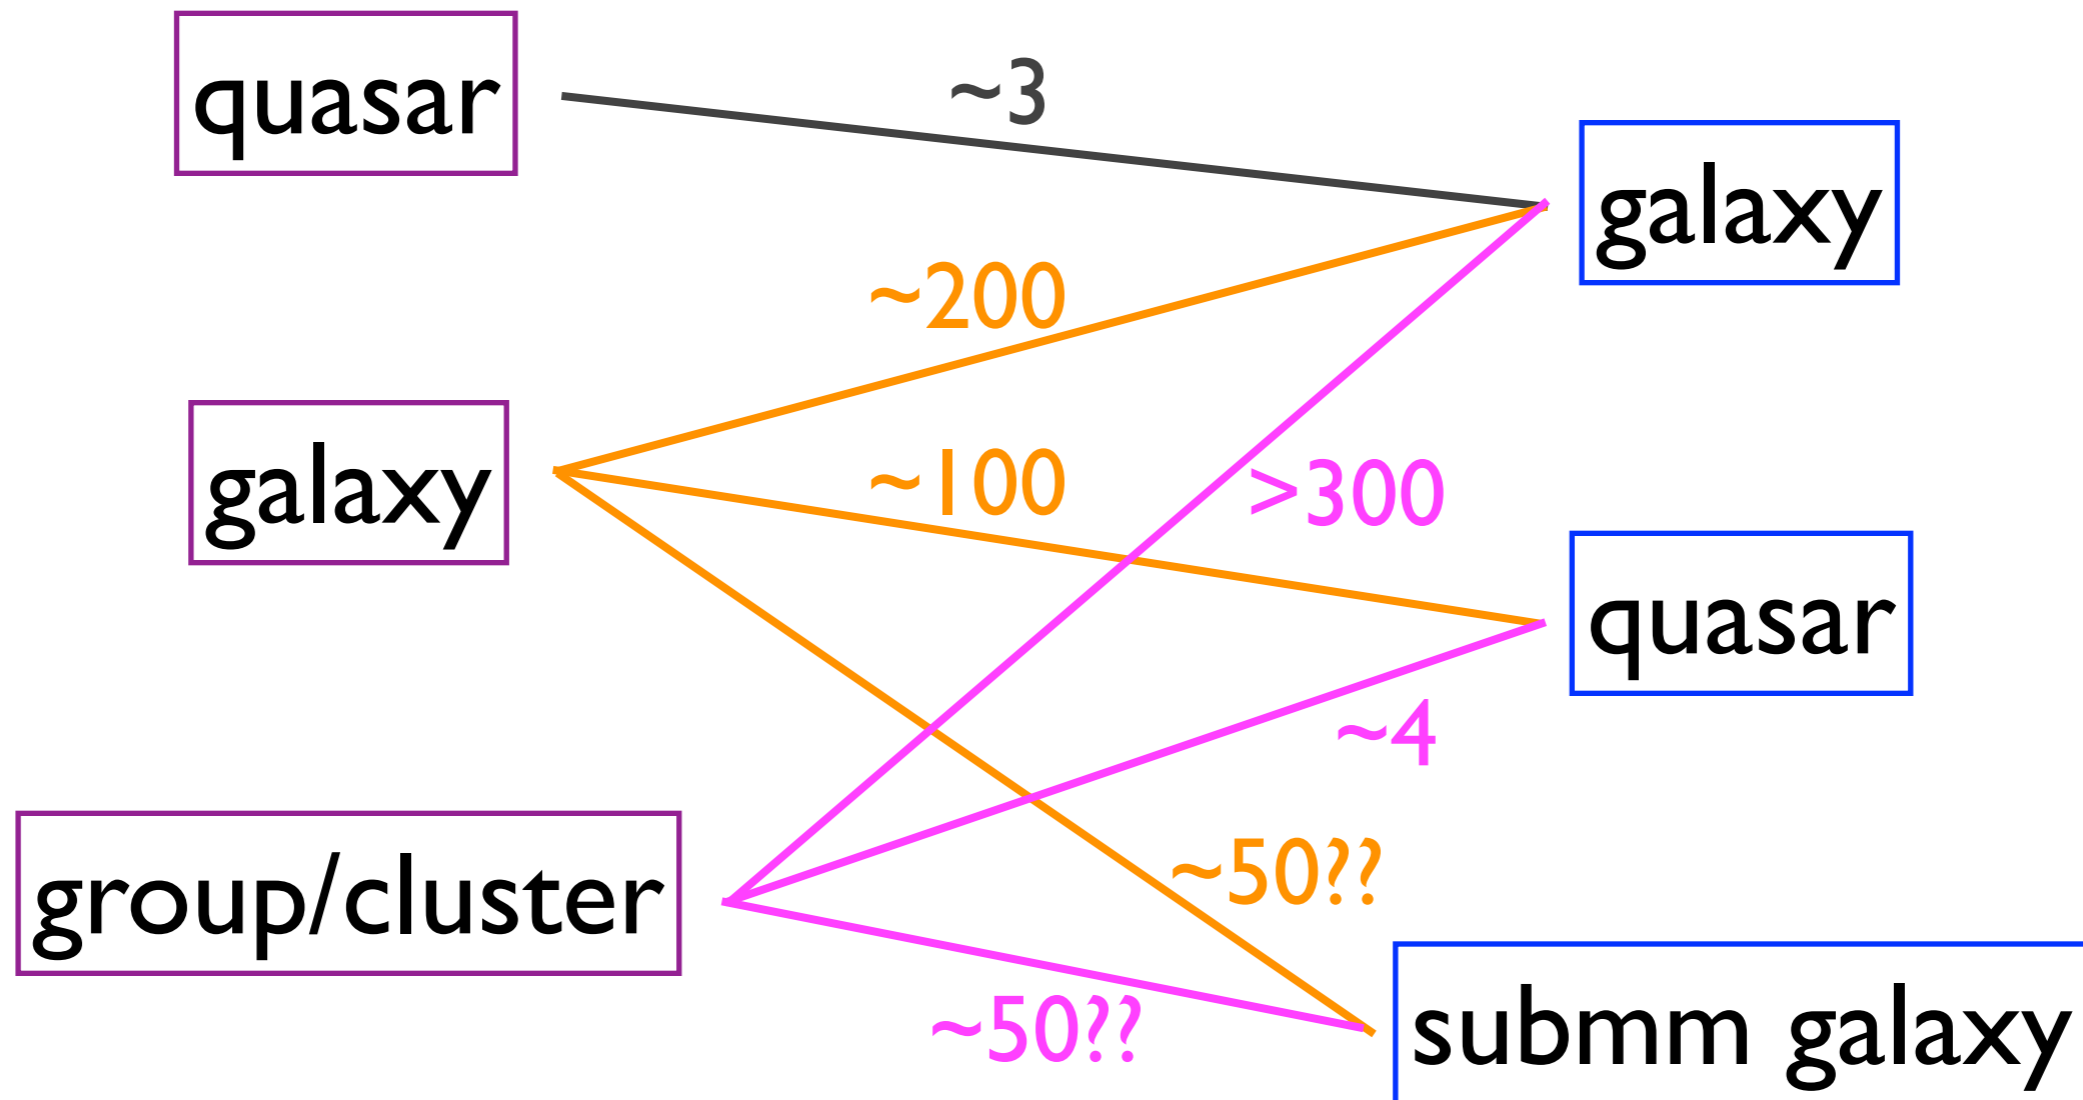 quasar
~3
galaxy
~200
galaxy
~100
>300
quasar
~4
group/cluster
~50??
~50??
submm galaxy